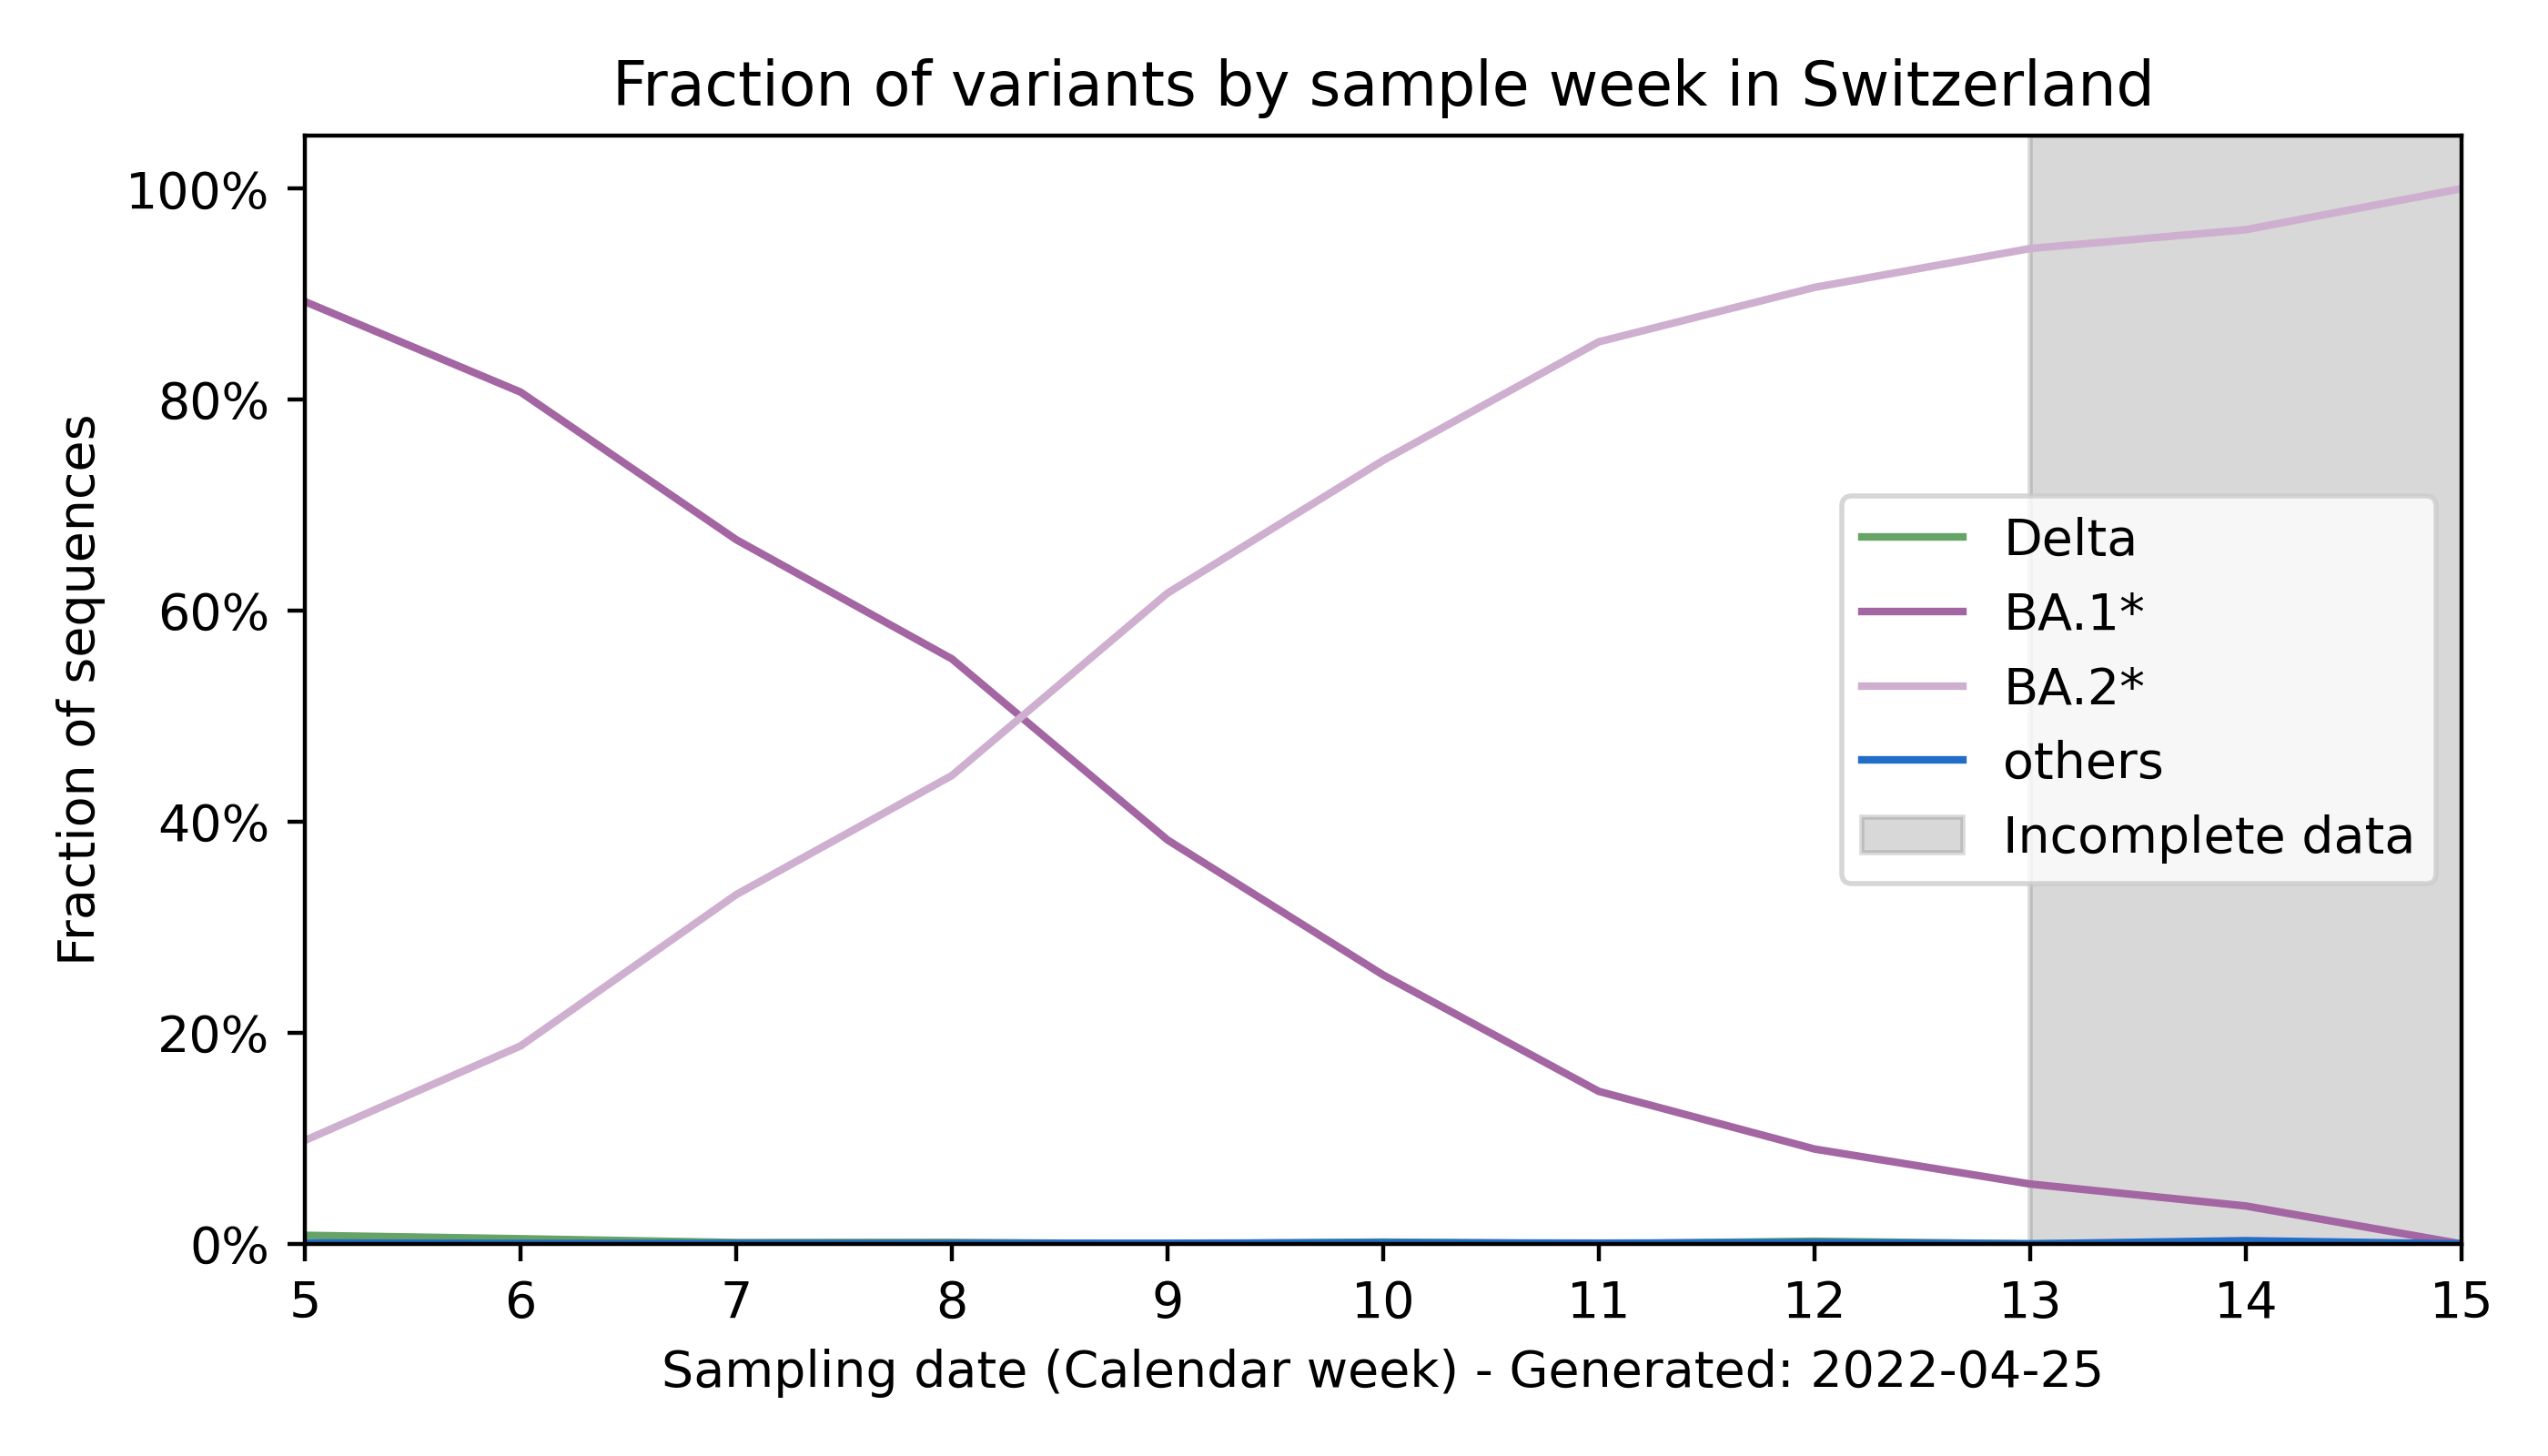 Fraction of variants by sample week in Switzerland
Fraction of sequences
100%
80%
60%
40%
20%
0%
Delta
BA.1*
BA.2*
others
Incomplete data
5 6 7 8 9 10 11 12 13 14 15
Sampling date (Calendar week) - Generated: 2022-04-25